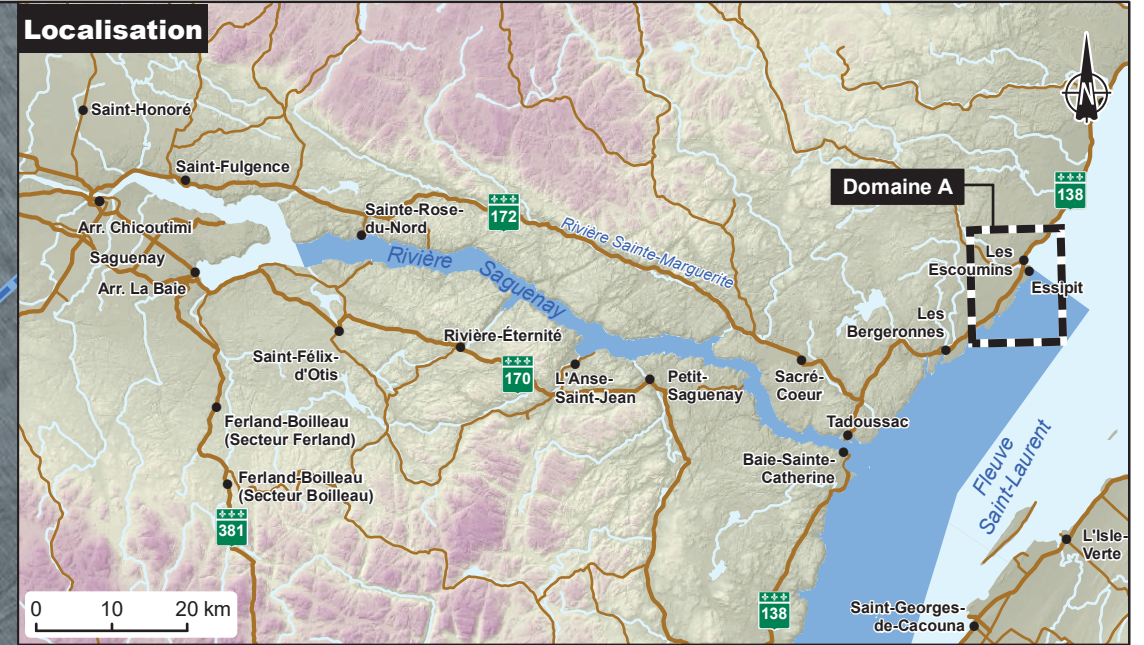 Localisation
N
Saint-Honoré
Saint-Fulgence
138
Domaine A
172
Sainte-Rose-
du-Nord
Arr. Chicoutimi
Rivière Sainte-Marguerite
Saguenay
Rivière Saguenay
Les
Escoumins
Arr. La Baie
Essipit
Les
Bergeronnes
Rivière-Éternité
Saint-Félix-
d'Otis
170
L'Anse-
Saint-Jean
Petit-
Saguenay
Sacré-
Coeur
Ferland-Boilleau
(Secteur Ferland)
Tadoussac
Baie-Sainte-
Catherine
Fleuve
Saint-Laurent
Ferland-Boilleau
(Secteur Boilleau)
381
L'Isle-
Verte
0 10 20 km
138
Saint-Georges-
de-Cacouna